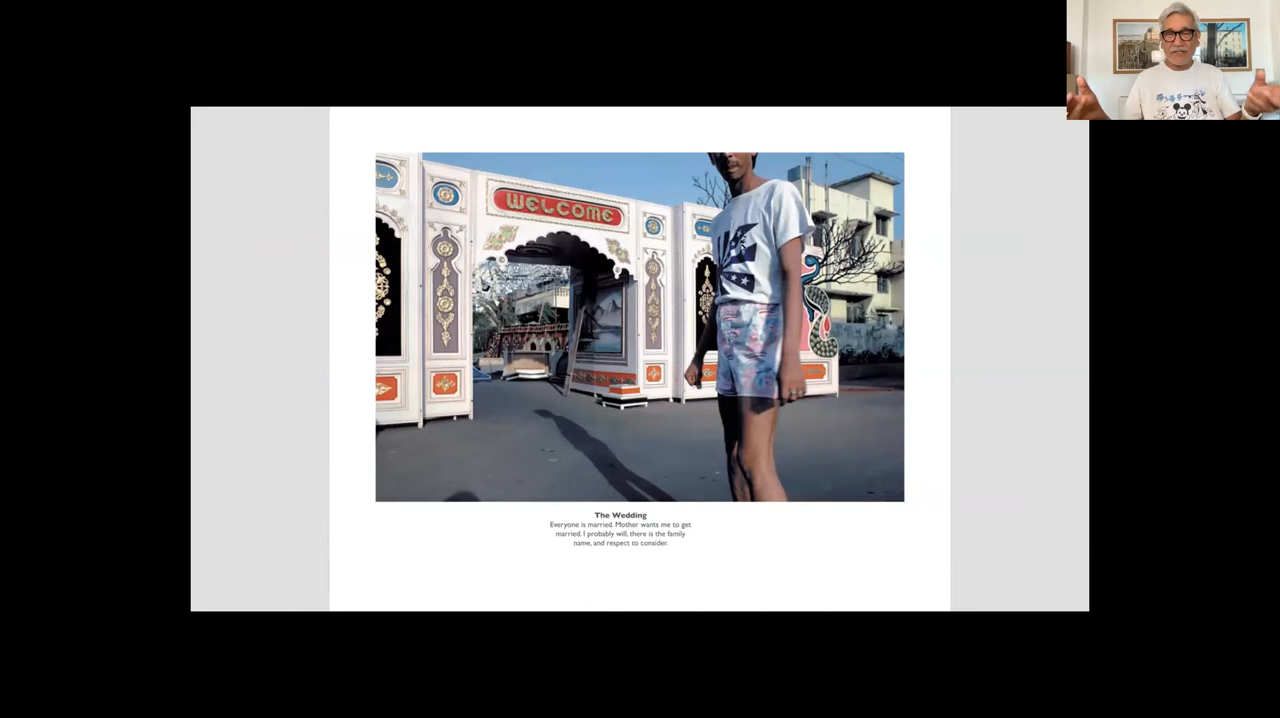 WELCOME
The Wedding
Everyone is married. Mother wants me to get
married. I probably will, there is the family
name, and respect to consider.